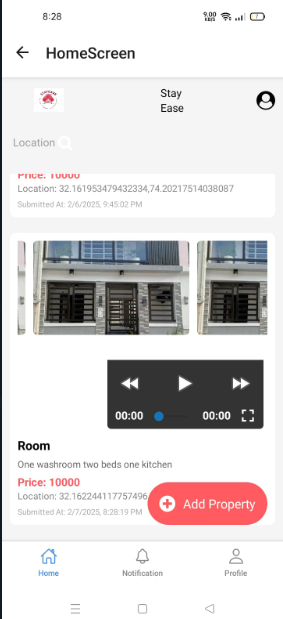 8:28
HomeScreen
Stay
Ease
Location
Price: 10000
Location: 32.161953479432334,74.20217514038087
Submitted At: 2/6/2025, 9:45:02 PM
00:00
00:00
Room
One washroom two beds one kitchen
Price: 10000
Location: 32.162244117757496
Submitted At: 2/7/2025, 8:28:19 PM
Add Property
Home
Notification
Profile